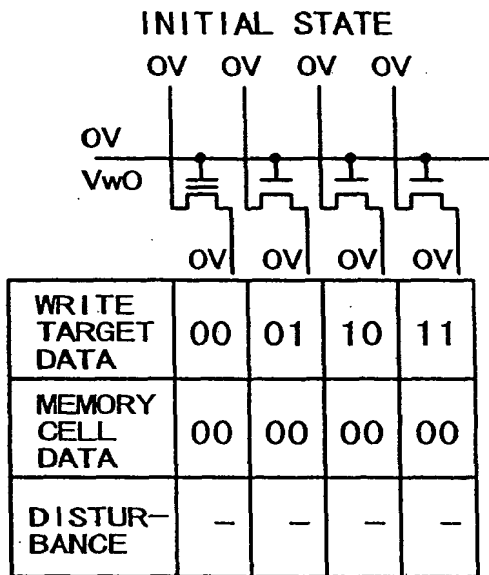 INITIAL STATE
0V 0V 0V 0V
0V
Vw0
0V 0V 0V 0V
WRITE TARGET DATA 00 01 10 11
MEMORY CELL DATA 00 00 00 00
DISTUR-BANCE – – – –